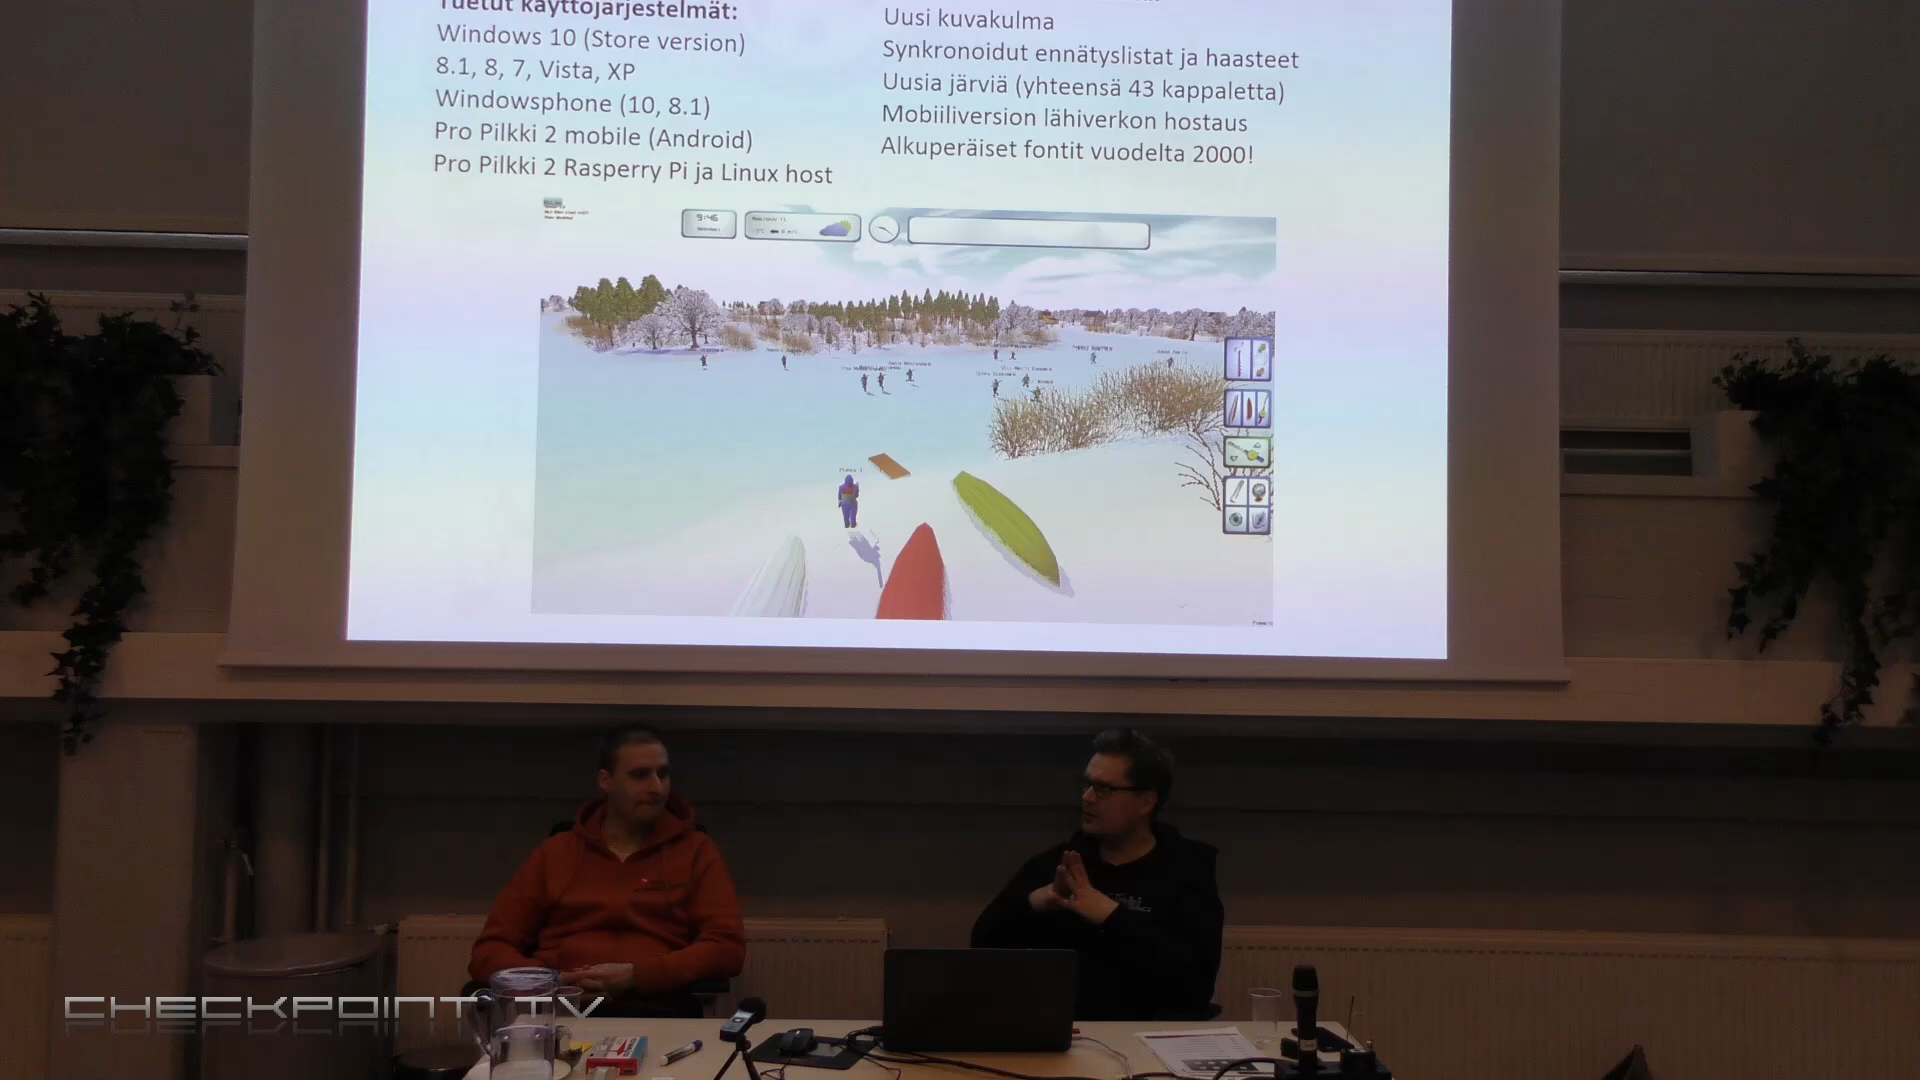 Tuetut käyttöjärjestelmät:
Windows 10 (Store version)
8.1, 8, 7, Vista, XP
Windowsphone (10, 8.1)
Pro Pilkki 2 mobile (Android)
Pro Pilkki 2 Rasperry Pi ja Linux host
Uusi kuvakulma
Synkronoidut ennätyslistat ja haasteet
Uusia järviä (yhteensä 43 kappaletta)
Mobiiliversion lähiverkon hostaus
Alkuperäiset fontit vuodelta 2000!
9:46
CHECKPOINT TV